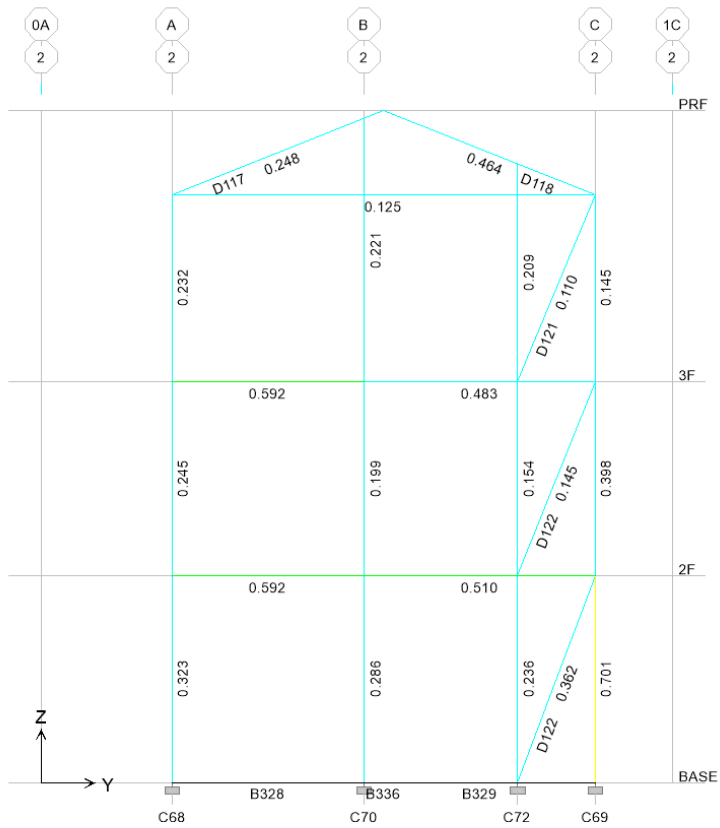 0A A B C 1C
2 2 2 2 2
PRF
0.248 0.464
D117 D118
0.125
0.221
0.232 0.209 0.110 0.145
D121
3F
0.592 0.483
0.245 0.199 0.154 0.145 0.398
D122
2F
0.592 0.510
0.323 0.286 0.236 0.362 0.701
D122
Z
Y
BASE
B328 B336 B329
C68 C70 C72 C69